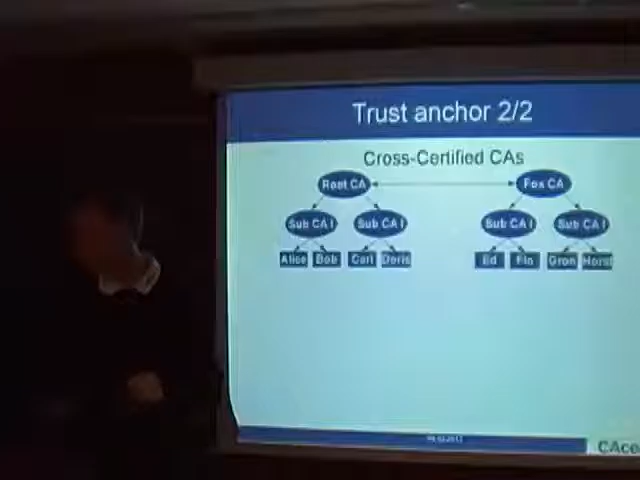 Trust anchor 2/2
Cross-Certified CAs
Root CA Fox CA
Sub CA I Sub CA I Sub CA I Sub CA I
Alice Bob Carl Doris Ed Flo Gron Horst
CAce